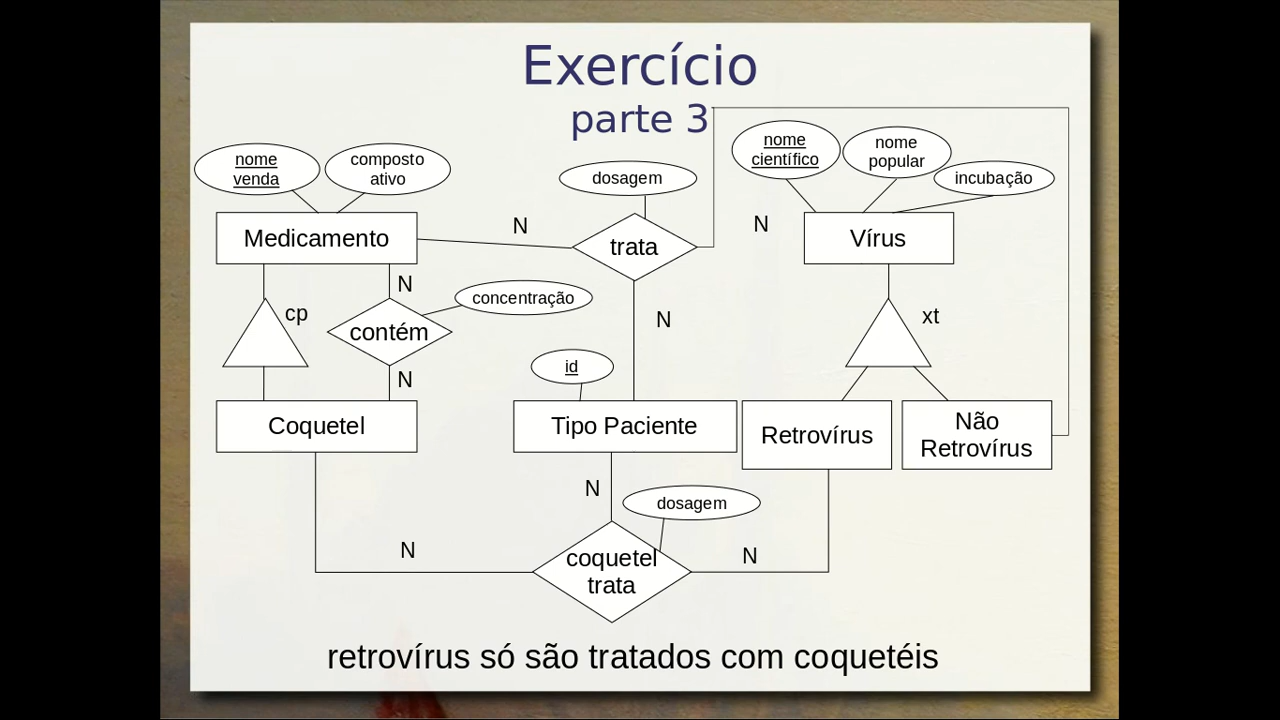 Exercício
parte 3
nome
venda
composto
ativo
dosagem
nome
científico
nome
popular
incubação
Medicamento
N
trata
N
Vírus
cp
N
contém
concentração
N
xt
N
id
Coquetel
Tipo Paciente
Retrovírus
Não
Retrovírus
N
dosagem
N
coquetel
trata
N
retrovírus só são tratados com coquetéis